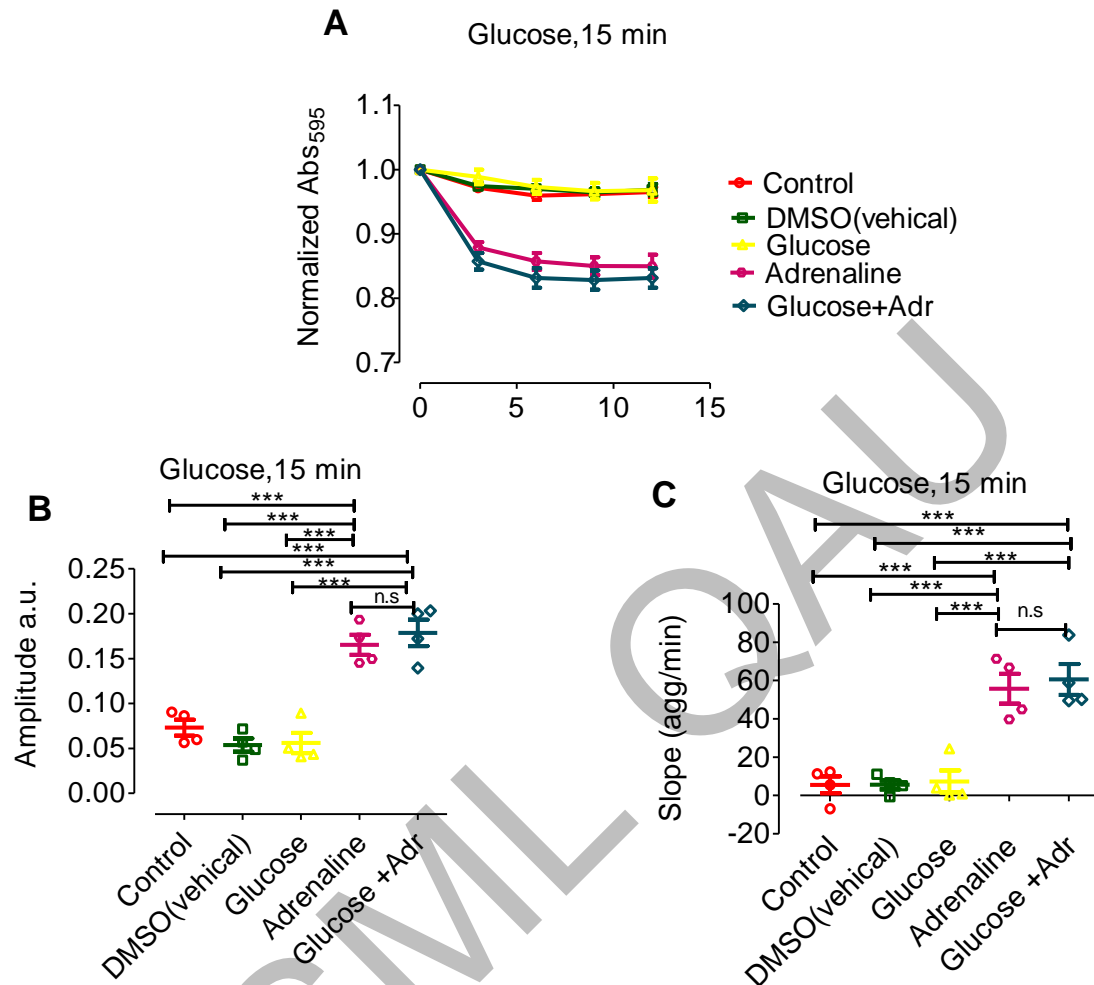 A
Glucose,15 min
Normalized Abs595
1.1
1.0
0.9
0.8
0.7
0
5
10
15
Control
DMSO(vehical)
Glucose
Adrenaline
Glucose+Adr
B
Glucose,15 min
***
***
***
***
***
***
n.s
Amplitude a.u.
0.25
0.20
0.15
0.10
0.05
0.00
Control
DMSO(vehical)
Glucose
Adrenaline
Glucose +Adr
C
Glucose,15 min
***
***
***
***
***
***
n.s
Slope (agg/min)
100
80
60
40
20
0
-20
Control
DMSO(vehical)
Glucose
Adrenaline
Glucose +Adr
CML QAU